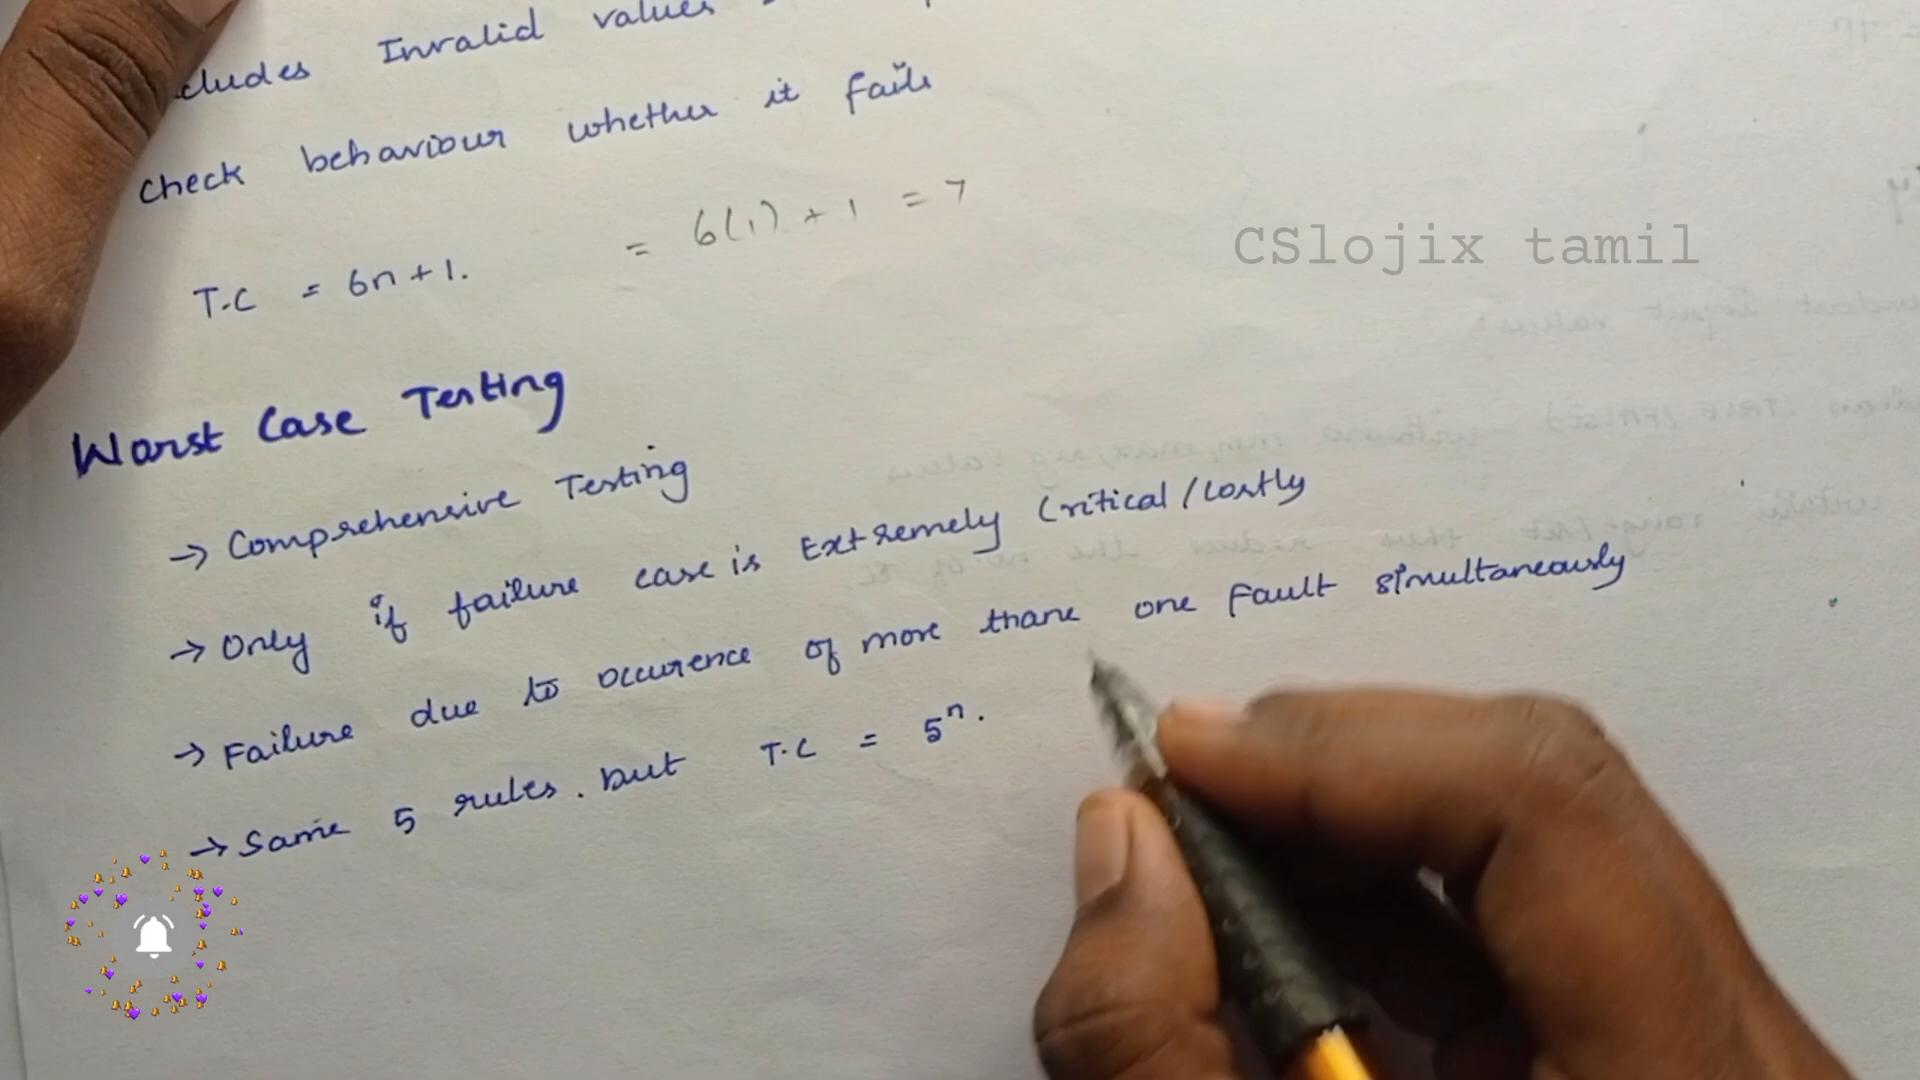 cludes Invalid values
check behaviour whether it fails
T.C = 6n+1. = 6(1) + 1 = 7
CSlojix tamil
Worst Case Testing
→ Comprehensive Testing
→ Only if failure case is Extremely Critical/Costly
→ Failure due to occurence of more thane one Fault simultaneously
→ Same 5 rules. but T.C = 5ⁿ.